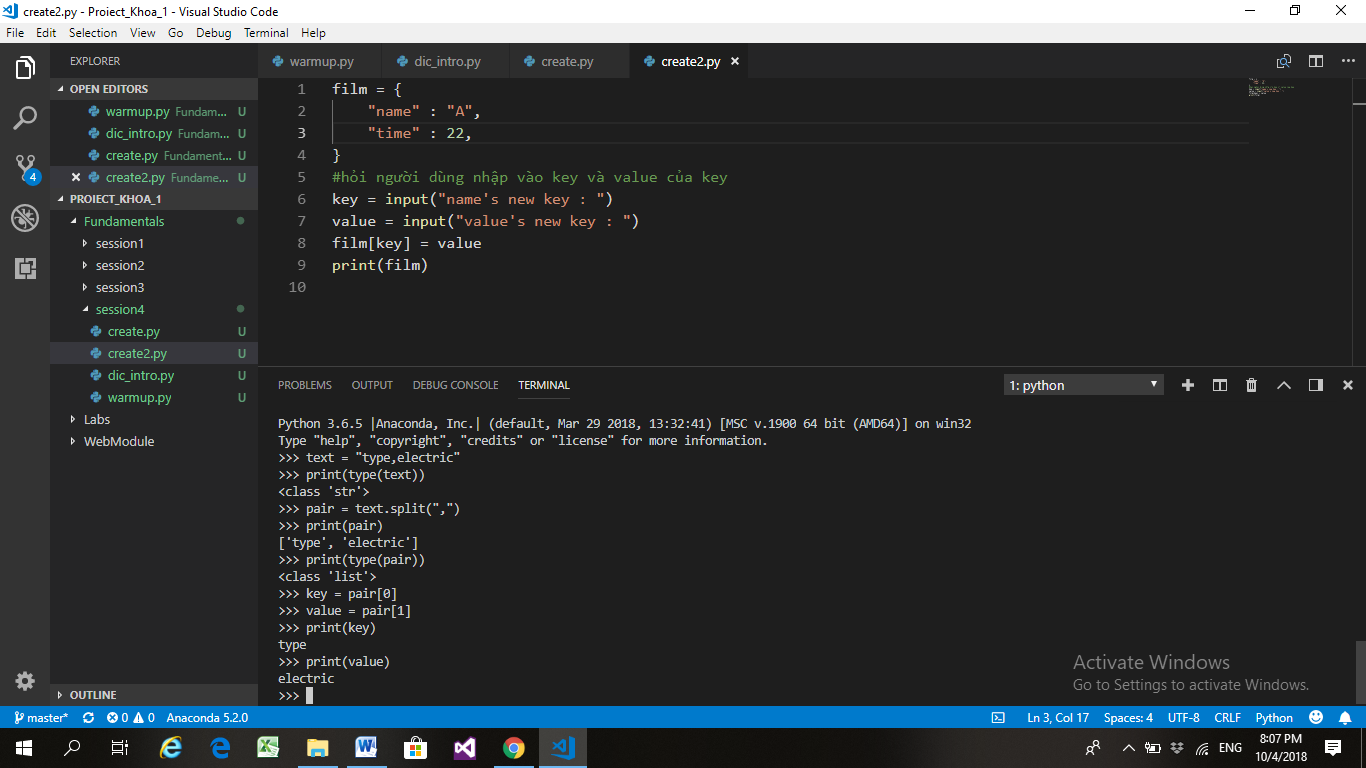 create2.py - Proiect_Khoa_1 - Visual Studio Code
File Edit Selection View Go Debug Terminal Help
EXPLORER
OPEN EDITORS
warmup.py Fundam... U
dic_intro.py Fundam... U
create.py Fundament... U
create2.py Fundame... U
PROIECT_KHOA_1
Fundamentals
session1
session2
session3
session4
create.py U
create2.py U
dic_intro.py U
warmup.py U
Labs
WebModule
OUTLINE
4
warmup.py dic_intro.py create.py create2.py
1 film = {
2 "name" : "A",
3 "time" : 22,
4 }
5 #hỏi người dùng nhập vào key và value của key
6 key = input("name's new key : ")
7 value = input("value's new key : ")
8 film[key] = value
9 print(film)
10
PROBLEMS OUTPUT DEBUG CONSOLE TERMINAL 1: python
Python 3.6.5 |Anaconda, Inc.| (default, Mar 29 2018, 13:32:41) [MSC v.1900 64 bit (AMD64)] on win32
Type "help", "copyright", "credits" or "license" for more information.
>>> text = "type,electric"
>>> print(type(text))
<class 'str'>
>>> pair = text.split(",")
>>> print(pair)
['type', 'electric']
>>> print(type(pair))
<class 'list'>
>>> key = pair[0]
>>> value = pair[1]
>>> print(key)
type
>>> print(value)
electric
>>>
Activate Windows
Go to Settings to activate Windows.
master* 0 0 Anaconda 5.2.0 Ln 3, Col 17 Spaces: 4 UTF-8 CRLF Python
ENG
8:07 PM
10/4/2018